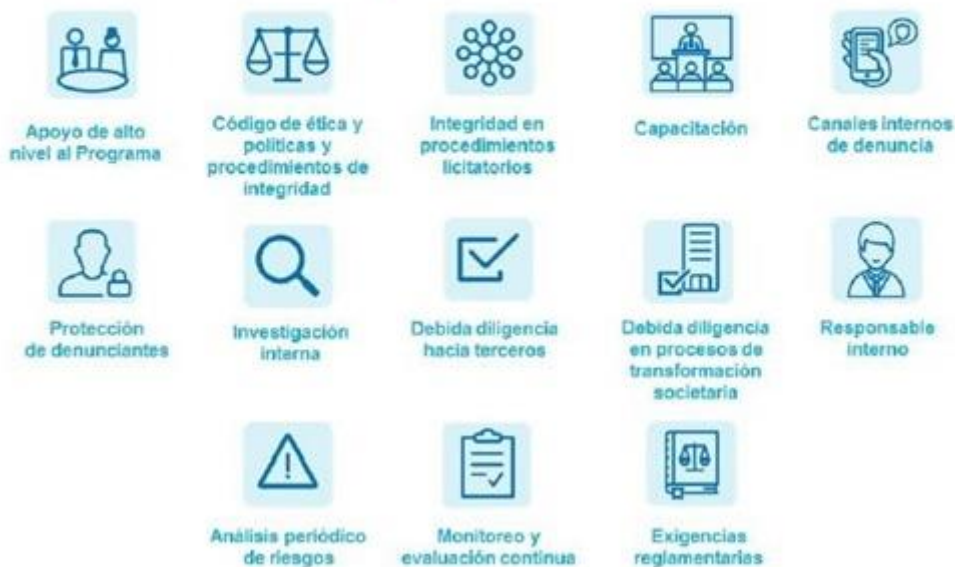 Apoyo de alto
nivel al Programa
Código de ética y
políticas y
procedimientos de
integridad
Integridad en
procedimientos
licitatorios
Capacitación
Canales internos
de denuncia
Protección
de denunciantes
Investigación
interna
Debida diligencia
hacia terceros
Debida diligencia
en procesos de
transformación
societaria
Responsable
interno
Análisis periódico
de riesgos
Monitoreo y
evaluación continua
Exigencias
reglamentarias